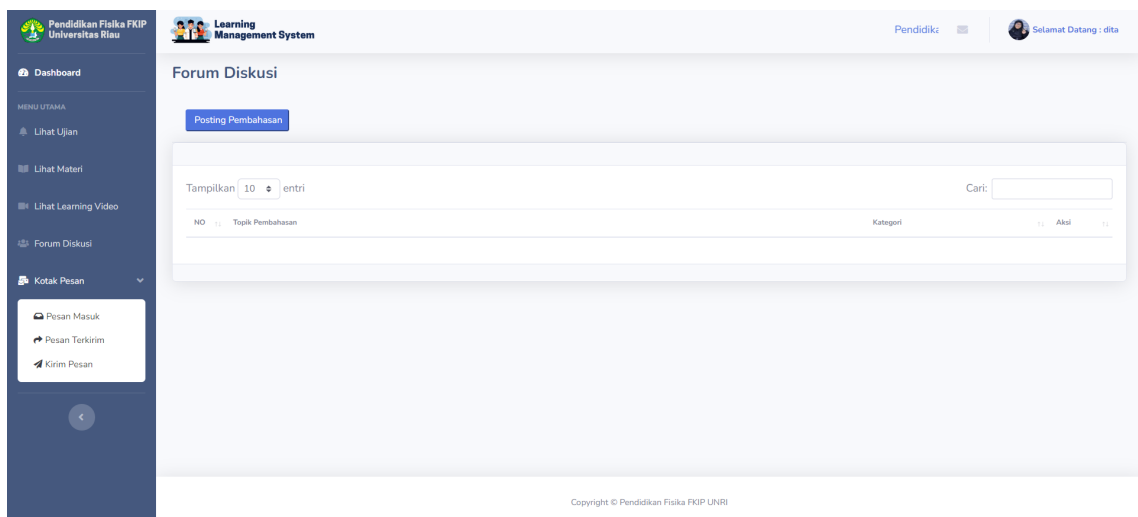 Pendidikan Fisika FKIP
Universitas Riau
Learning
Management System
Pendidika
Selamat Datang : dita
Dashboard
MENU UTAMA
Lihat Ujian
Lihat Materi
Lihat Learning Video
Forum Diskusi
Kotak Pesan
Pesan Masuk
Pesan Terkirim
Kirim Pesan
Forum Diskusi
Posting Pembahasan
Tampilkan 10 entri
Cari:
NO Topik Pembahasan Kategori Aksi
Copyright © Pendidikan Fisika FKIP UNRI